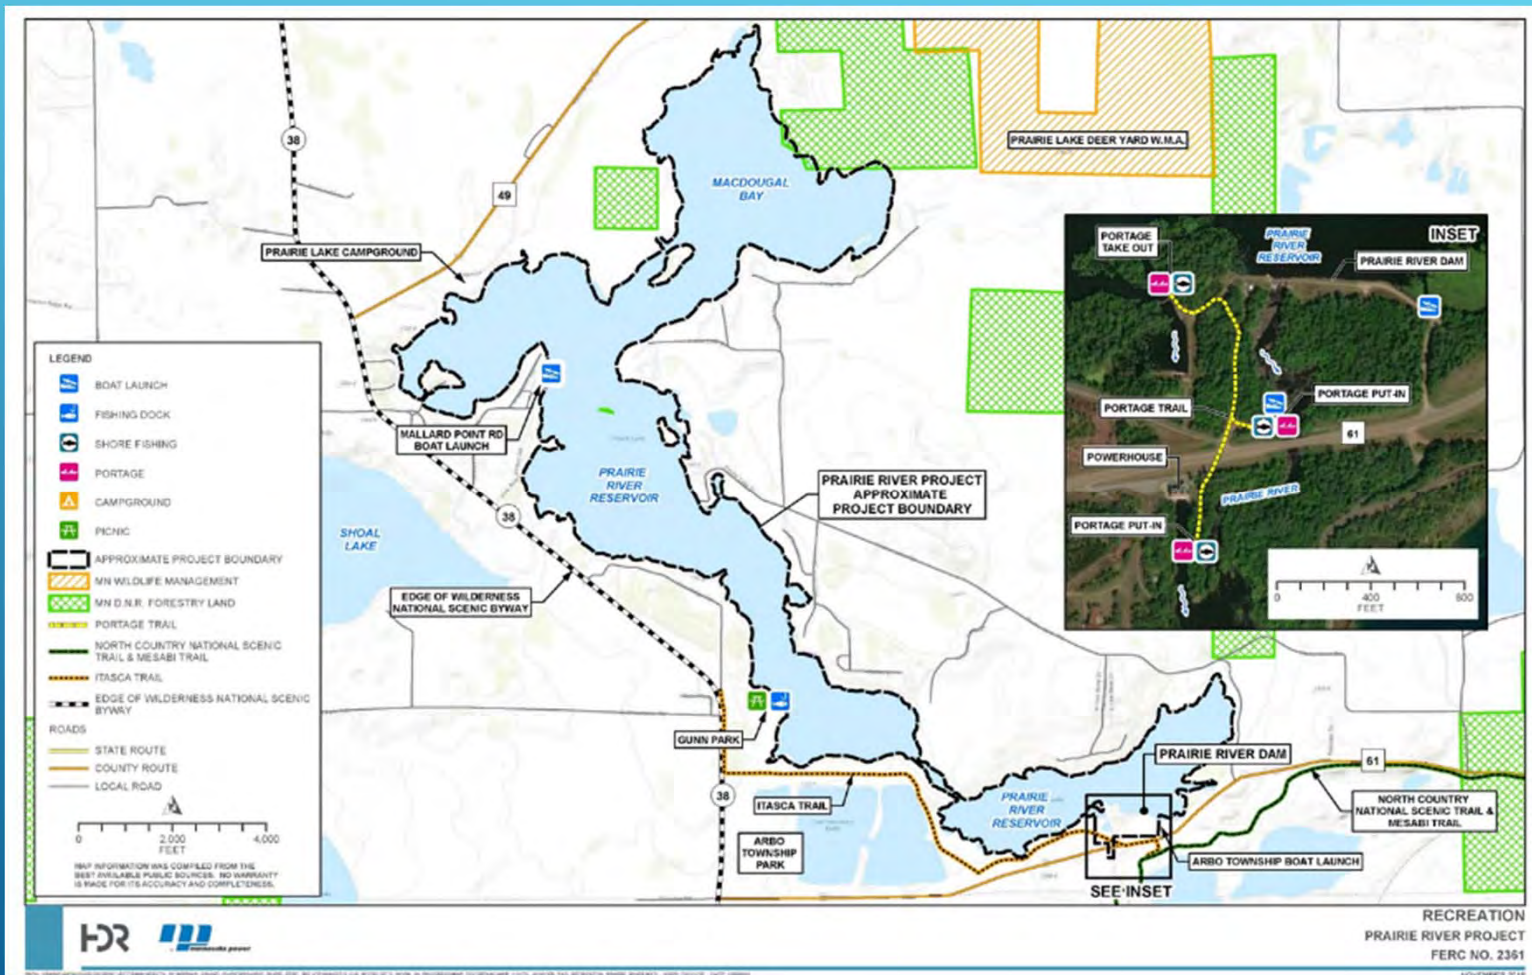 38
49
PRAIRIE LAKE CAMPGROUND
MACDOUGAL
BAY
PRAIRIE LAKE DEER YARD W.M.A.
INSET
PORTAGE
TAKE OUT
PRAIRIE
RIVER
RESERVOIR
PRAIRIE RIVER DAM
PORTAGE PUT-IN
PORTAGE TRAIL
61
POWERHOUSE
PRAIRIE RIVER
PORTAGE PUT-IN
0 400 800
FEET
LEGEND
BOAT LAUNCH
FISHING DOCK
SHORE FISHING
PORTAGE
CAMPGROUND
PICNIC
APPROXIMATE PROJECT BOUNDARY
MN WILDLIFE MANAGEMENT
MN D.N.R. FORESTRY LAND
PORTAGE TRAIL
NORTH COUNTRY NATIONAL SCENIC
TRAIL & MESABI TRAIL
ITASCA TRAIL
EDGE OF WILDERNESS NATIONAL SCENIC
BYWAY
ROADS
STATE ROUTE
COUNTY ROUTE
LOCAL ROAD
0 2,000 4,000
FEET
MAP INFORMATION WAS COMPILED FROM THE
BEST AVAILABLE PUBLIC SOURCES. NO WARRANTY
IS MADE FOR ITS ACCURACY AND COMPLETENESS.
MALLARD POINT RD
BOAT LAUNCH
PRAIRIE
RIVER
RESERVOIR
PRAIRIE RIVER PROJECT
APPROXIMATE
PROJECT BOUNDARY
38
SHOAL
LAKE
EDGE OF WILDERNESS
NATIONAL SCENIC BYWAY
GUNN PARK
38
ITASCA TRAIL
ARBO
TOWNSHIP
PARK
PRAIRIE
RIVER
RESERVOIR
PRAIRIE RIVER DAM
61
NORTH COUNTRY
NATIONAL SCENIC TRAIL &
MESABI TRAIL
ARBO TOWNSHIP BOAT LAUNCH
SEE INSET
HDR
minnesota power
RECREATION
PRAIRIE RIVER PROJECT
FERC NO. 2361